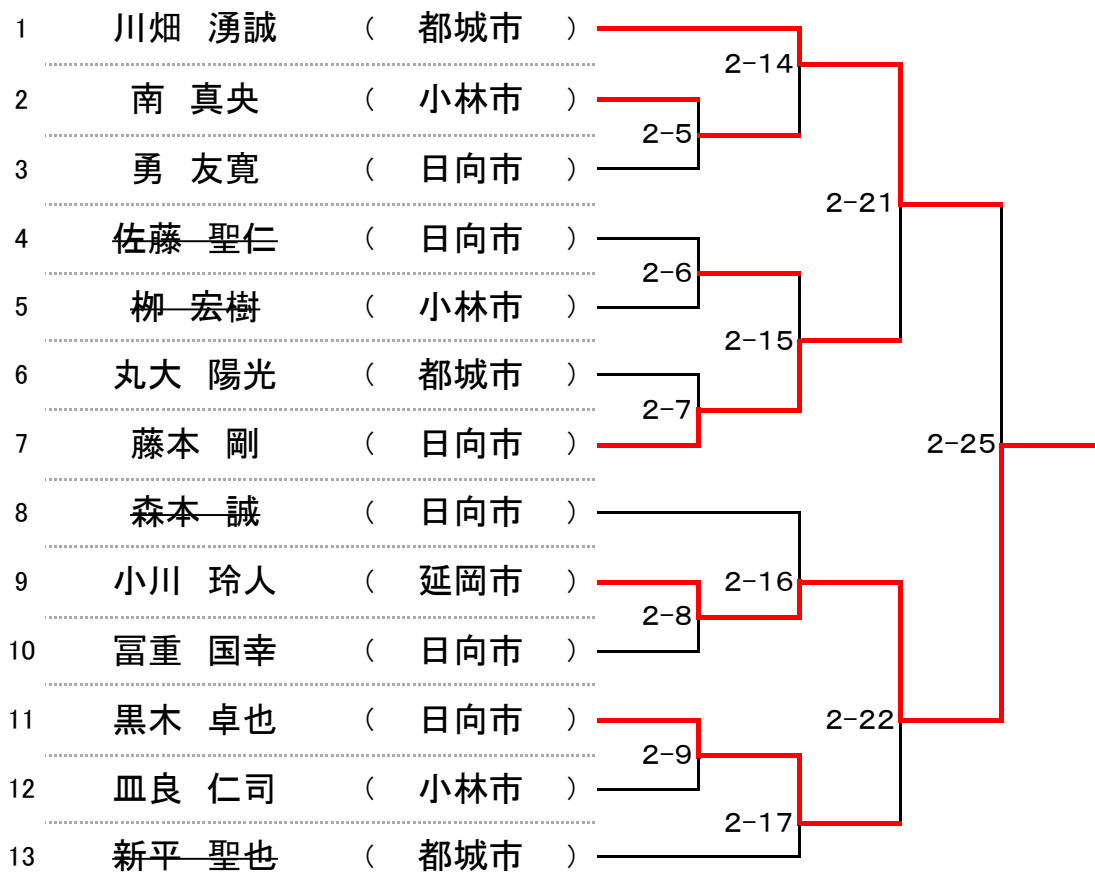 1 川畑 湧誠 ( 都城市 )
2-14
2 南 真央 ( 小林市 )
2-5
3 勇 友寛 ( 日向市 )
2-21
4 佐藤 聖仁 ( 日向市 )
2-6
5 栁 宏樹 ( 小林市 )
2-15
6 丸大 陽光 ( 都城市 )
2-7
7 藤本 剛 ( 日向市 )
2-25
8 森本 誠 ( 日向市 )
2-16
9 小川 玲人 ( 延岡市 )
2-8
10 冨重 国幸 ( 日向市 )
11 黒木 卓也 ( 日向市 )
2-22
2-9
12 皿良 仁司 ( 小林市 )
2-17
13 新平 聖也 ( 都城市 )